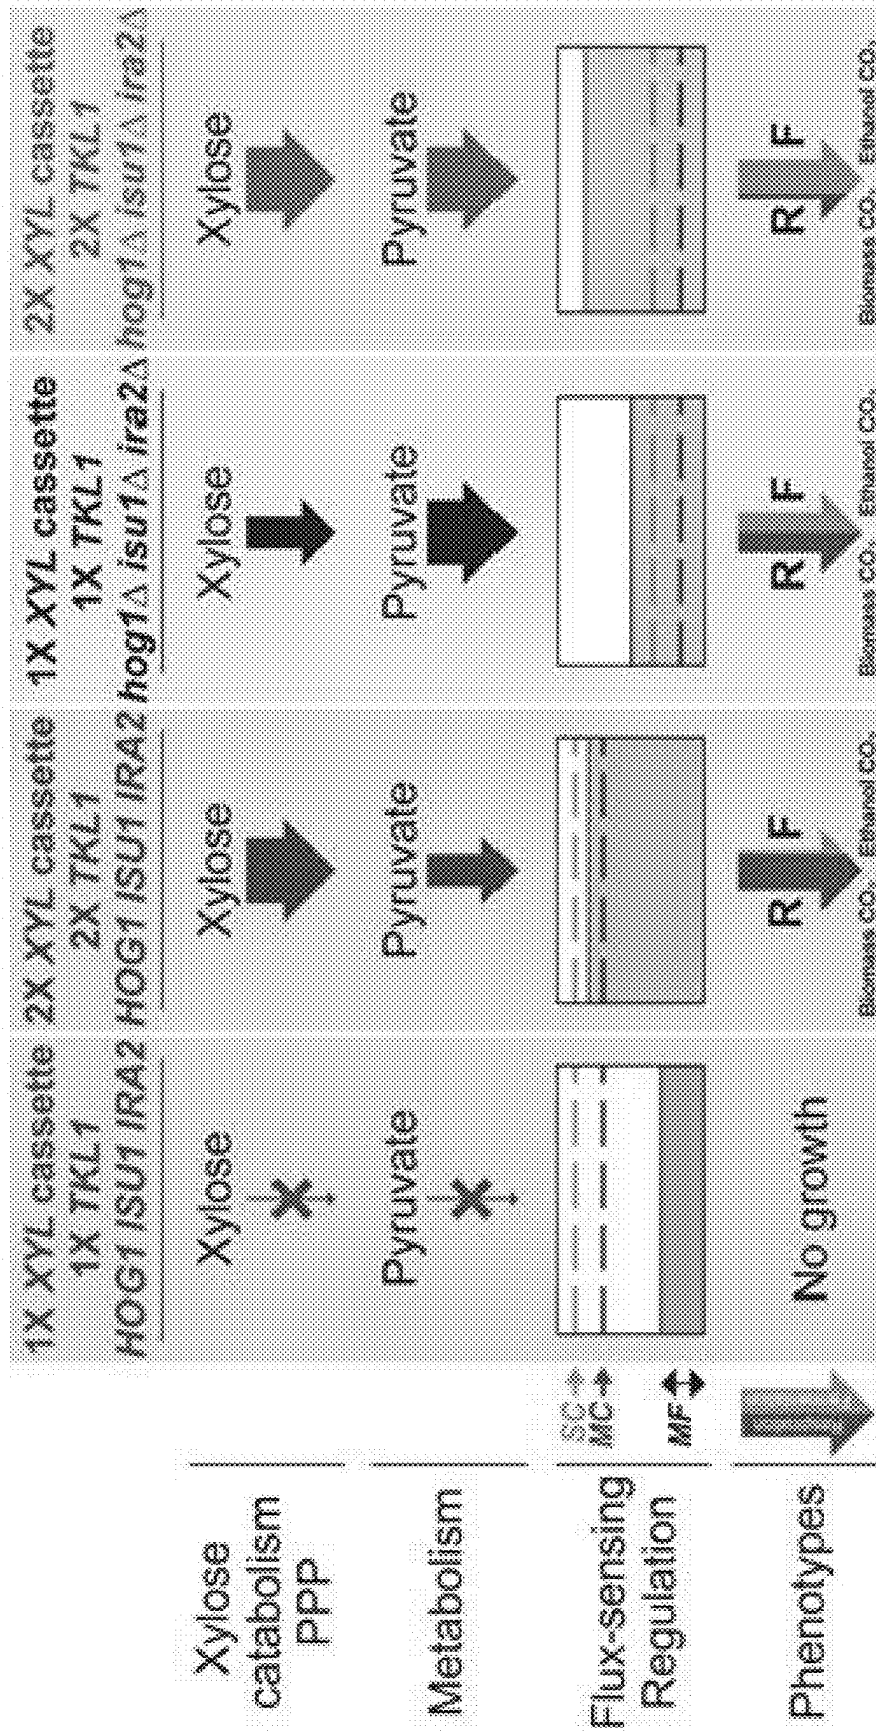 1X XYL cassette
1X TKL1
HOG1 ISU1 IRA2
2X XYL cassette
2X TKL1
HOG1 ISU1 IRA2
1X XYL cassette
1X TKL1
hog1Δ isu1Δ ira2Δ
2X XYL cassette
2X TKL1
hog1Δ isu1Δ ira2Δ
Xylose
catabolism
PPP
Xylose
Xylose
Xylose
Xylose
Metabolism
Pyruvate
Pyruvate
Pyruvate
Pyruvate
Flux-sensing
Regulation
SC
MC
MF
Phenotypes
No growth
R F
Biomass CO₂ Ethanol CO₂
R F
Biomass CO₂ Ethanol CO₂
R F
Biomass CO₂ Ethanol CO₂